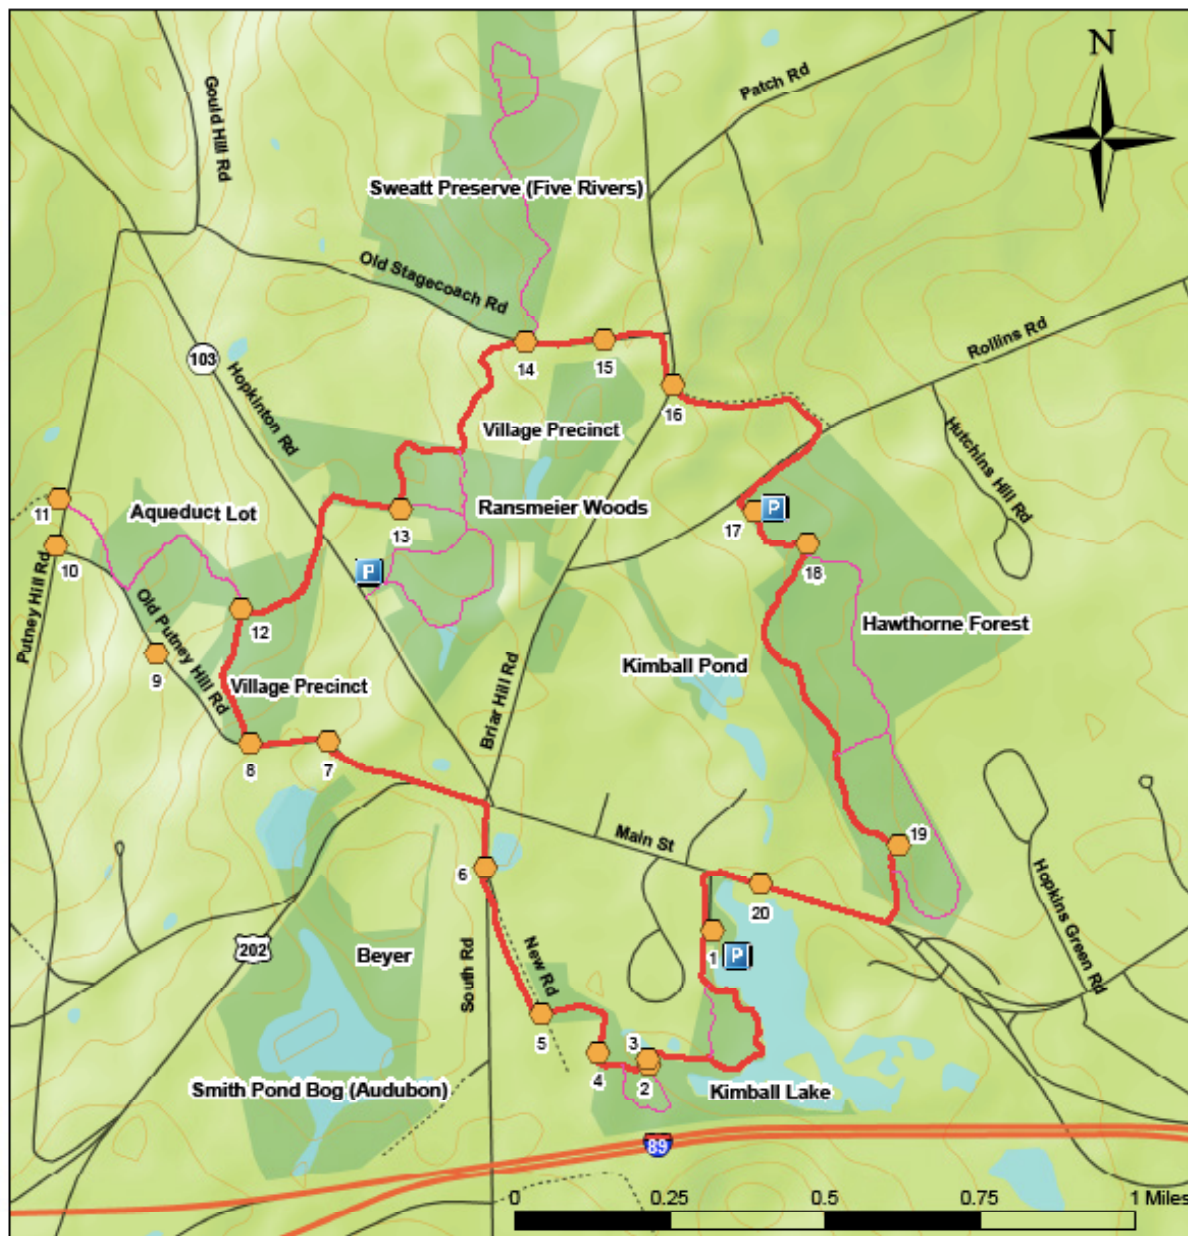 N
Patch Rd
Gould Hill Rd
Sweatt Preserve (Five Rivers)
Old Stagecoach Rd
Rollins Rd
103
14
15
Hopkinton Rd
16
Hutchins Hill Rd
Village Precinct
11
Aqueduct Lot
13
Ransmeier Woods
17
P
10
Putney Hill Rd
P
18
Old Putney Hill Rd
12
Hawthorne Forest
9
Village Precinct
Kimball Pond
Briar Hill Rd
8
7
Main St
19
6
20
Hopkins Green Rd
202
Beyer
New Rd
South Rd
1
P
5
4
3
2
Smith Pond Bog (Audubon)
Kimball Lake
89
0
0.25
0.5
0.75
1 Miles